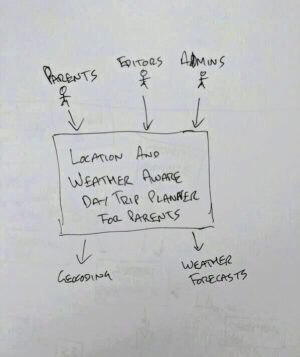 PARENTS
EDITORS
ADMINS
LOCATION AND
WEATHER AWARE
DAY TRIP PLANNER
FOR PARENTS
GEOCODING
WEATHER
FORECASTS